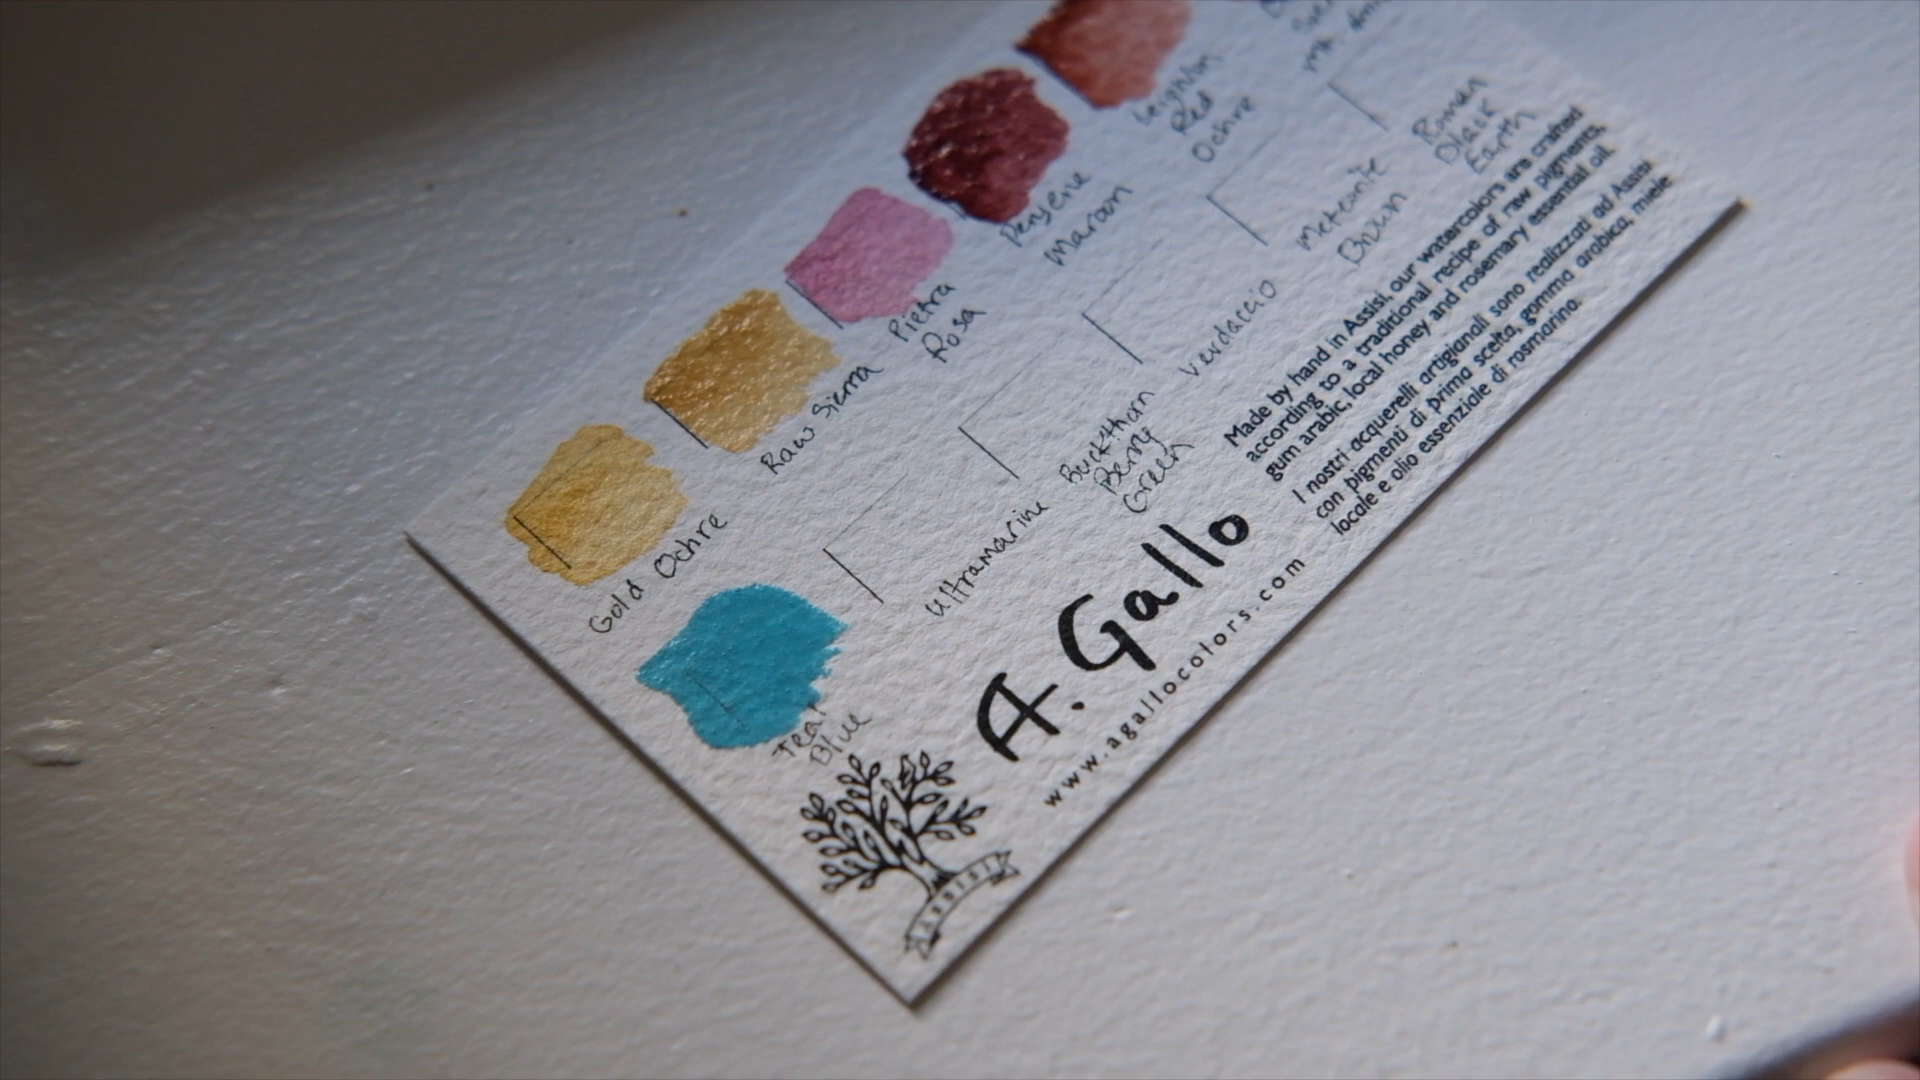 Gold Ochre
Raw Sienna
Pietra
Rosa
Maroon
Leighton
Red
Ochre
Teal
Blue
Ultramarine
Buckthorn
Berry
Green
Verdaccio
Meteorite
Brown
Roman
Black
Earth
Made by hand in Assisi, our watercolors are crafted
according to a traditional recipe of raw pigments,
gum arabic, local honey and rosemary essential oil.
I nostri acquerelli artigianali sono realizzati ad Assisi
con pigmenti di prima scelta, gomma arabica, miele
locale e olio essenziale di rosmarino.
A. Gallo
www.agallocolors.com
ASSISI